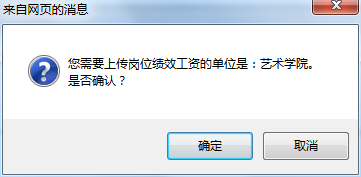 来自网页的消息
您需要上传岗位绩效工资的单位是：艺术学院。
是否确认？
确定
取消